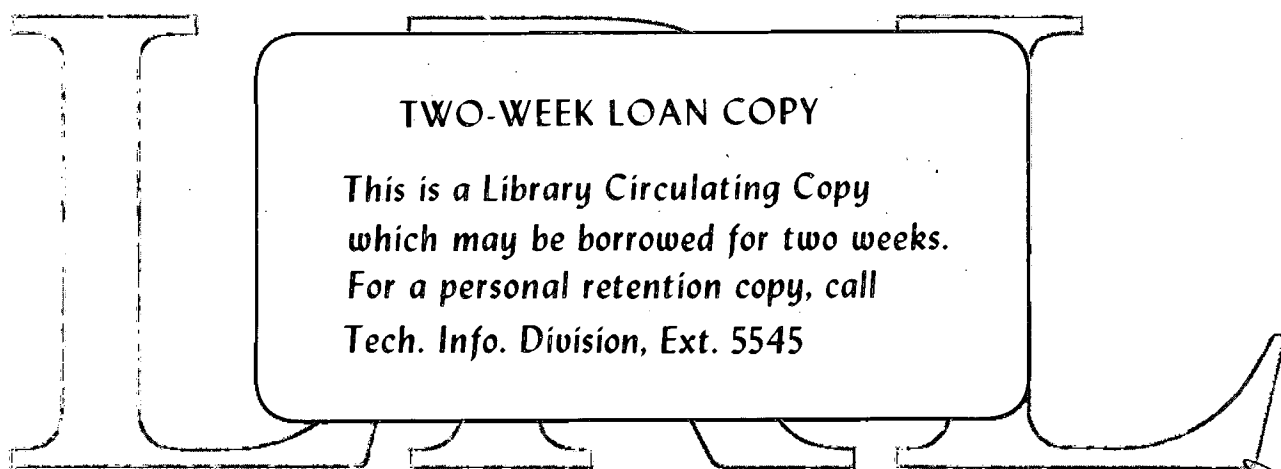 TWO-WEEK LOAN COPY
This is a Library Circulating Copy
which may be borrowed for two weeks.
For a personal retention copy, call
Tech. Info. Division, Ext. 5545